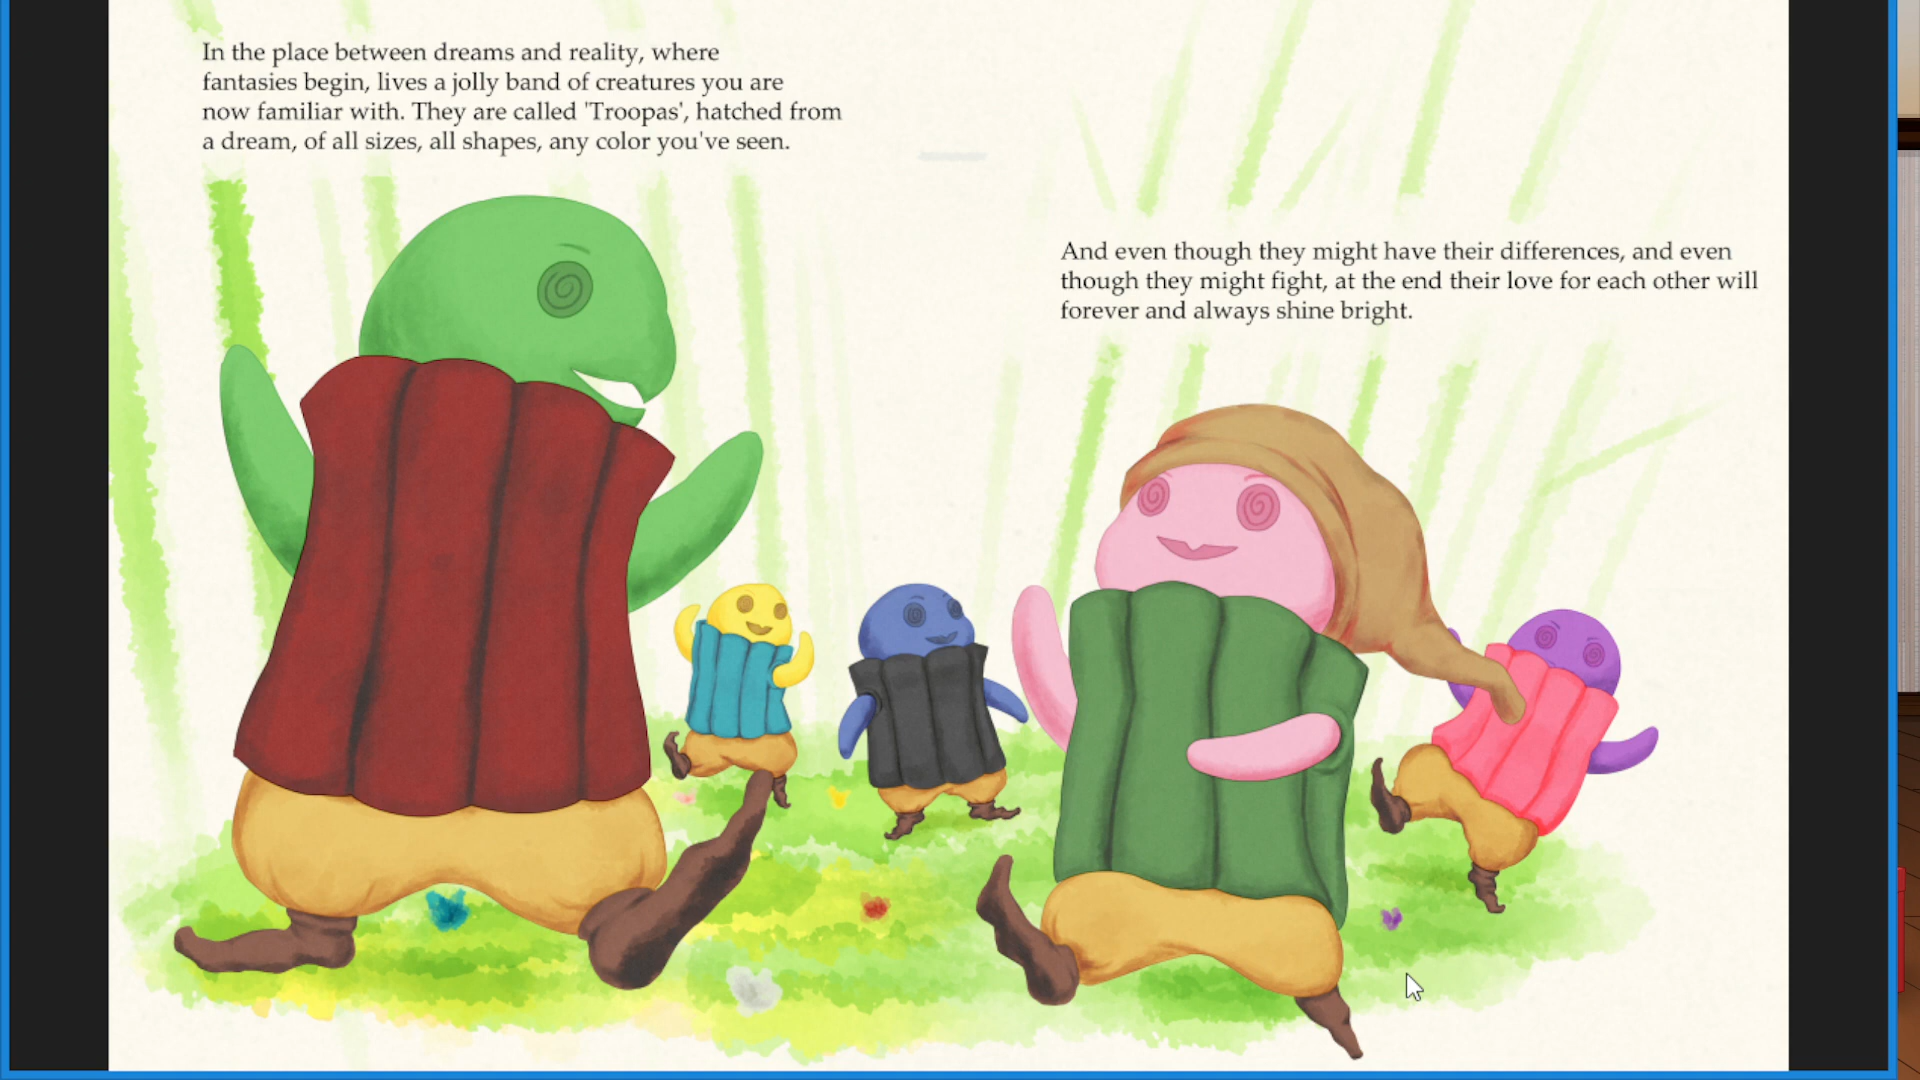 In the place between dreams and reality, where
fantasies begin, lives a jolly band of creatures you are
now familiar with. They are called 'Troopas', hatched from
a dream, of all sizes, all shapes, any color you've seen.
And even though they might have their differences, and even
though they might fight, at the end their love for each other will
forever and always shine bright.